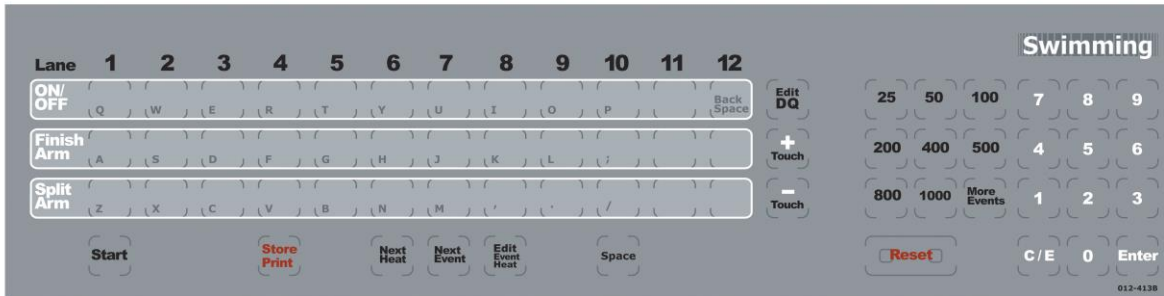 Swimming
Lane 1 2 3 4 5 6 7 8 9 10 11 12
ON/
OFF
Q W E R T Y U I O P
Back
Space
Edit
DQ
25 50 100 7 8 9
Finish
Arm
A S D F G H J K L ;
+
Touch
200 400 500 4 5 6
Split
Arm
Z X C V B N M , . /
-
Touch
800 1000
More
Events
1 2 3
Start
Store
Print
Next
Heat
Next
Event
Edit
Event
Heat
Space
Reset
C / E 0 Enter
012-413B